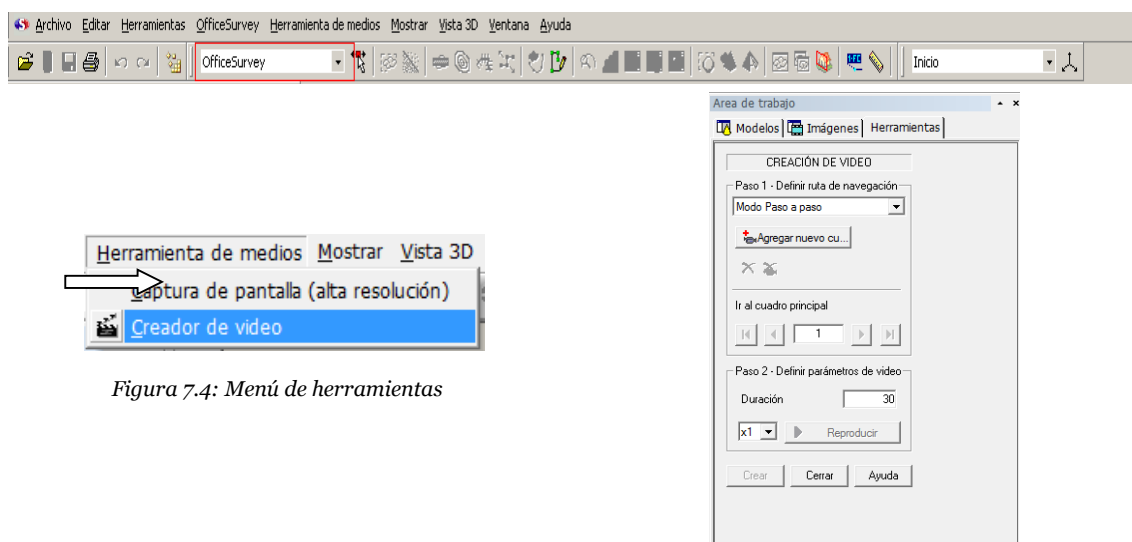 Archivo Editar Herramientas OfficeSurvey Herramienta de medios Mostrar Vista 3D Ventana Ayuda
OfficeSurvey Inicio
Area de trabajo
Modelos Imágenes Herramientas
CREACIÓN DE VIDEO
Paso 1 - Definir ruta de navegación
Modo Paso a paso
Agregar nuevo cu...
Ir al cuadro principal
1
Paso 2 - Definir parámetros de video
Duración 30
x1 Reproducir
Crear Cerrar Ayuda
Herramienta de medios Mostrar Vista 3D
Captura de pantalla (alta resolución)
Creador de video
Figura 7.4: Menú de herramientas